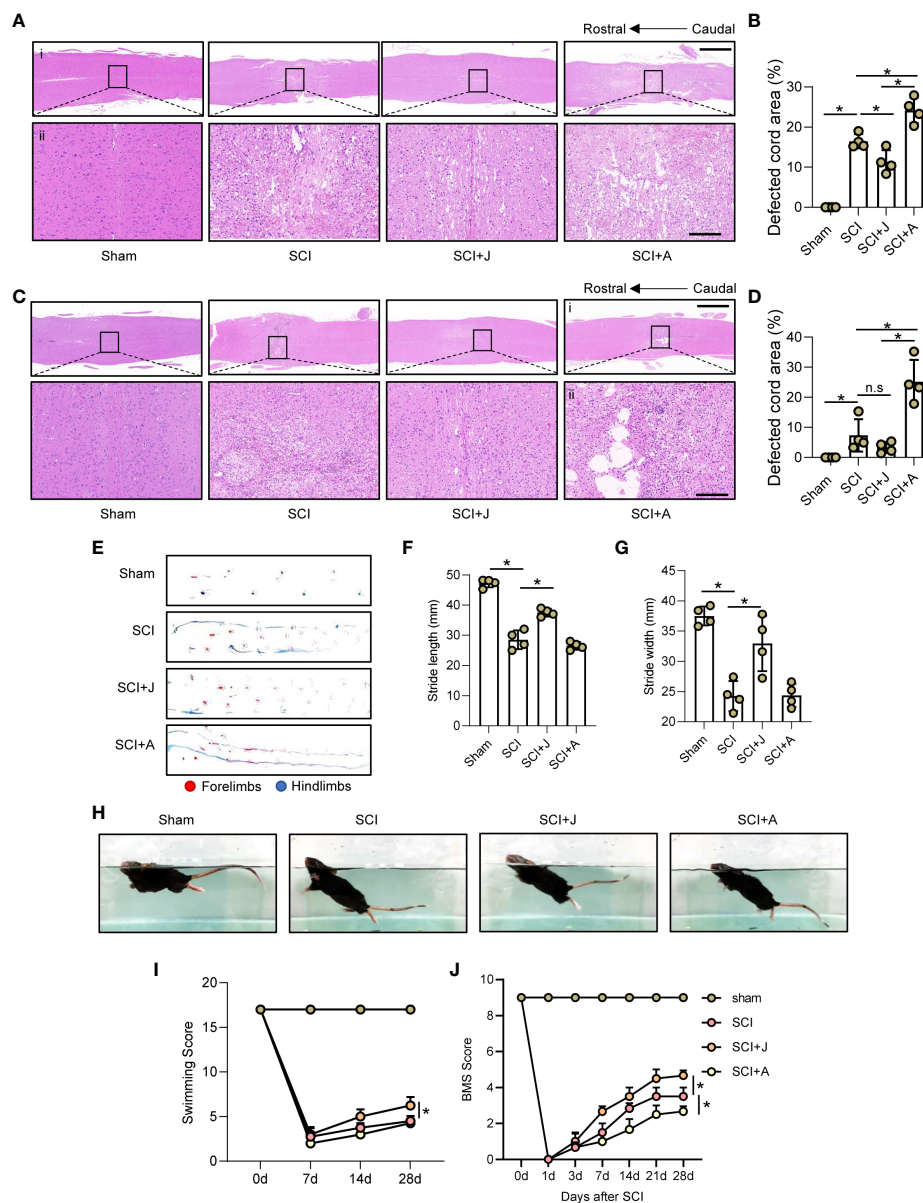 A
Rostral Caudal
i
ii
Sham SCI SCI+J SCI+A
B
Defected cord area (%)
30
20
10
0
* * * *
Sham SCI SCI+J SCI+A
C
Rostral Caudal
i
ii
Sham SCI SCI+J SCI+A
D
Defected cord area (%)
40
30
20
10
0
* n.s * *
Sham SCI SCI+J SCI+A
E
Sham
SCI
SCI+J
SCI+A
Forelimbs Hindlimbs
F
Stride length (mm)
50
40
30
20
10
0
* *
Sham SCI SCI+J SCI+A
G
Stride width (mm)
40
35
30
25
20
* *
Sham SCI SCI+J SCI+A
H
Sham SCI SCI+J SCI+A
I
Swimming Score
20
15
10
5
0
*
0d 7d 14d 28d
J
BMS Score
9
8
6
4
2
0
* *
0d 1d 3d 7d 14d 21d 28d
Days after SCI
sham
SCI
SCI+J
SCI+A